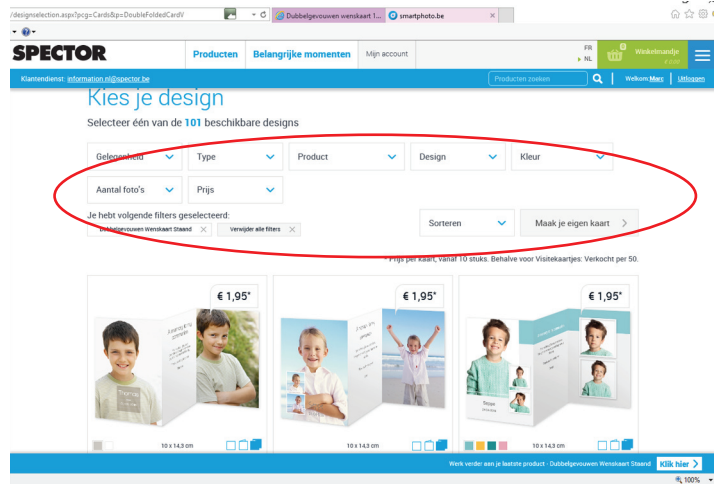 /designselection.aspx?pcg=Cards&p=DoubleFoldedCardV
Dubbelgevouwen wenskaart 1...
smartphoto.be
SPECTOR
Producten
Belangrijke momenten
Mijn account
FR
NL
0
Winkelmandje
€ 0,00
Klantendienst: information.nl@spector.be
Producten zoeken
Welkom Marc
Uitloggen
Kies je design
Selecteer één van de 101 beschikbare designs
Gelegenheid
Type
Product
Design
Kleur
Aantal foto's
Prijs
Je hebt volgende filters geselecteerd:
Dubbelgevouwen Wenskaart Staand
Verwijder alle filters
Sorteren
Maak je eigen kaart
* Prijs per kaart, vanaf 10 stuks. Behalve voor Visitekaartjes: Verkocht per 50.
€ 1,95*
€ 1,95*
€ 1,95*
10 x 14,3 cm
10 x 14,3 cm
10 x 14,3 cm
Werk verder aan je laatste product - Dubbelgevouwen Wenskaart Staand
Klik hier
100%